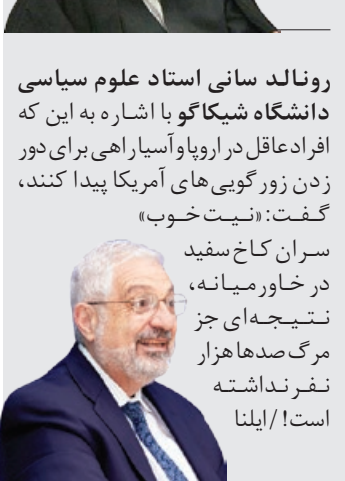 رونالد سانی استاد علوم سیاسی
دانشگاه شیکاگو با اشاره به این که
افراد عاقل در اروپا و آسیا راهی برای دور
زدن زورگویی‌های آمریکا پیدا کنند،
گفت: «نیت خوب»
سران کاخ سفید
در خاورمیانه،
نتیجه‌ای جز
مرگ صدها هزار
نفر نداشته
است! /ایلنا